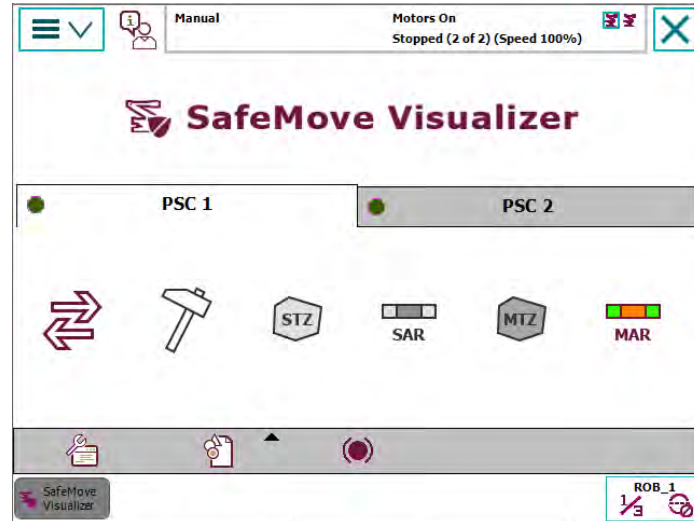 Manual
Motors On
Stopped (2 of 2) (Speed 100%)
SafeMove Visualizer
PSC 1
PSC 2
STZ
SAR
MTZ
MAR
SafeMove
Visualizer
ROB_1
1/3